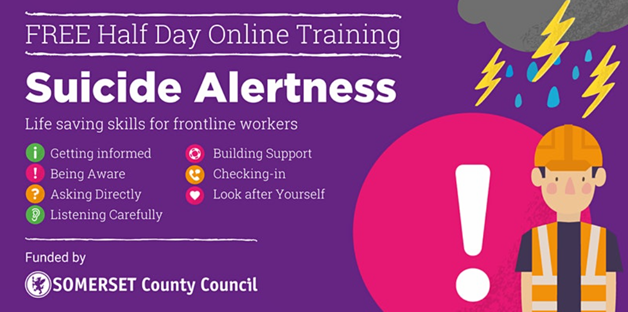 FREE Half Day Online Training
Suicide Alertness
Life saving skills for frontline workers
i Getting informed
! Being Aware
? Asking Directly
Listening Carefully
Building Support
Checking-in
Look after Yourself
!
Funded by
SOMERSET County Council